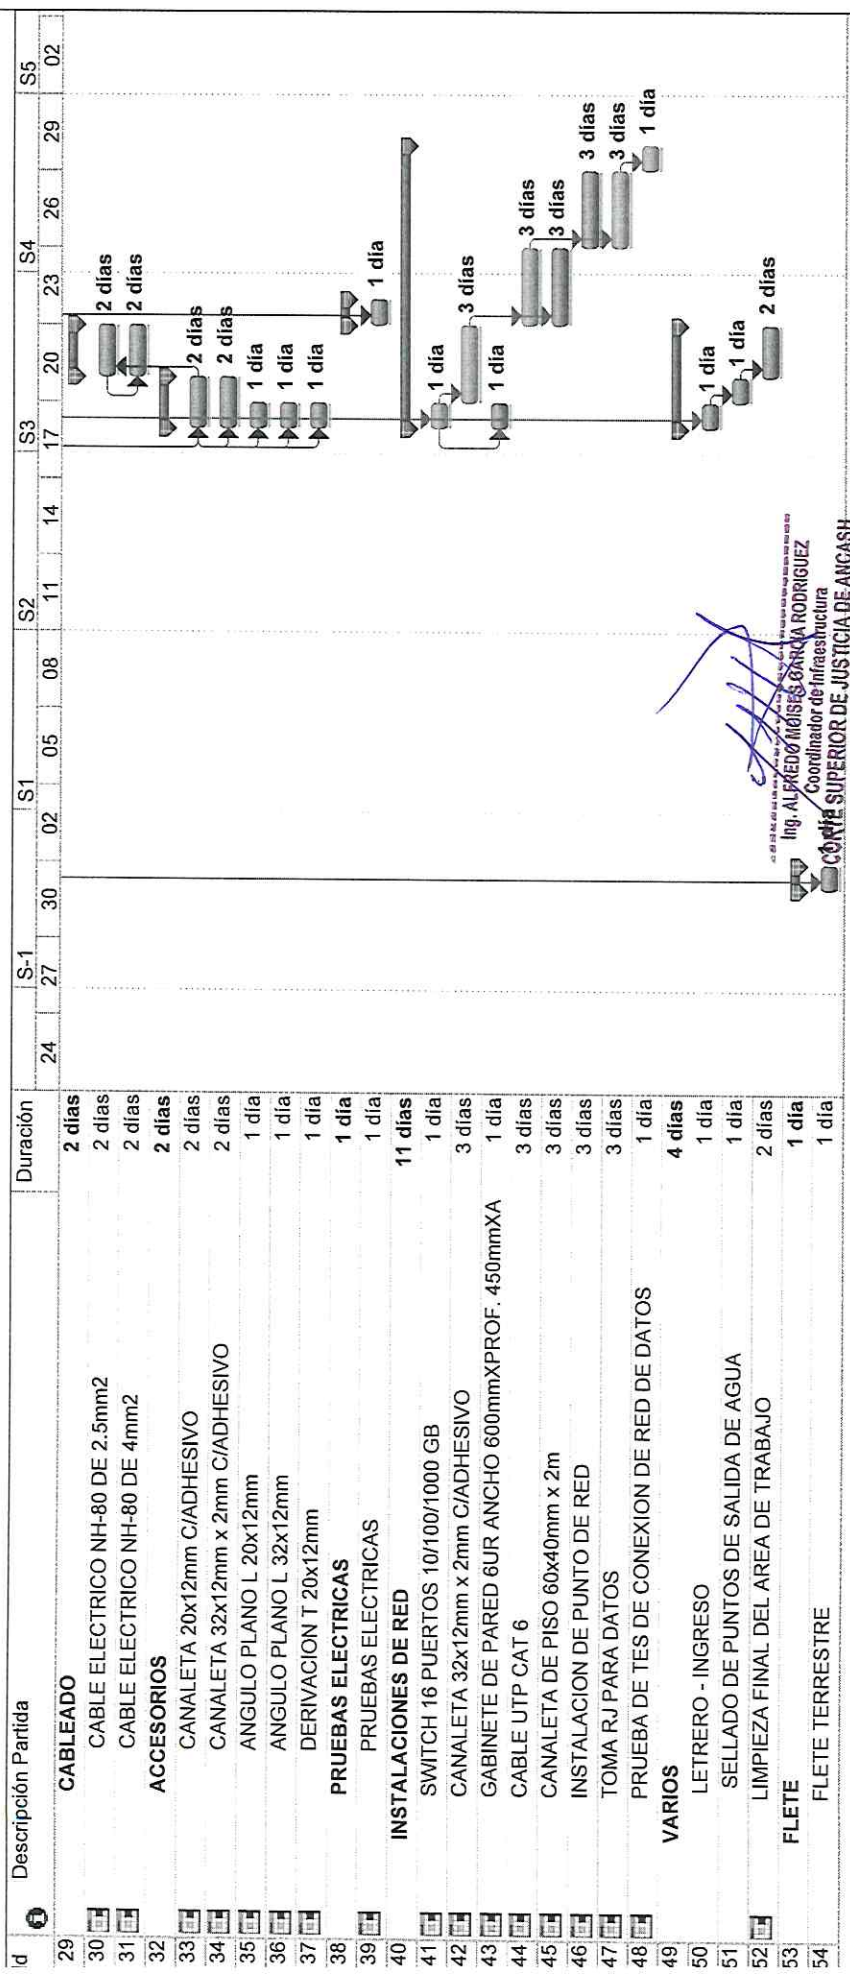 Id Descripción Partida Duración S-1 S1 S2 S3 S4 S5
24 27 30 02 05 08 11 14 17 20 23 26 29 02
29 CABLEADO 2 días
30 CABLE ELECTRICO NH-80 DE 2.5mm2 2 días 2 días
31 CABLE ELECTRICO NH-80 DE 4mm2 2 días 2 días
32 ACCESORIOS 2 días
33 CANALETA 20x12mm C/ADHESIVO 2 días 2 días
34 CANALETA 32x12mm x 2mm C/ADHESIVO 2 días 2 días
35 ANGULO PLANO L 20x12mm 1 día 1 día
36 ANGULO PLANO L 32x12mm 1 día 1 día
37 DERIVACION T 20x12mm 1 día 1 día
38 PRUEBAS ELECTRICAS 1 día
39 PRUEBAS ELECTRICAS 1 día 1 día
40 INSTALACIONES DE RED 11 días
41 SWITCH 16 PUERTOS 10/100/1000 GB 1 día 1 día
42 CANALETA 32x12mm x 2mm C/ADHESIVO 3 días 3 días
43 GABINETE DE PARED 6UR ANCHO 600mmXPROF. 450mmXA 1 día 1 día
44 CABLE UTP CAT 6 3 días 3 días
45 CANALETA DE PISO 60x40mm x 2m 3 días 3 días
46 INSTALACION DE PUNTO DE RED 3 días 3 días
47 TOMA RJ PARA DATOS 3 días 3 días
48 PRUEBA DE TES DE CONEXION DE RED DE DATOS 1 día 1 día
49 VARIOS 4 días
50 LETRERO - INGRESO 1 día 1 día
51 SELLADO DE PUNTOS DE SALIDA DE AGUA 1 día 1 día
52 LIMPIEZA FINAL DEL AREA DE TRABAJO 2 días 2 días
53 FLETE 1 día
54 FLETE TERRESTRE 1 día 1 día
Ing. ALFREDO MOISES GARCIA RODRIGUEZ
Coordinador de Infraestructura
CORTE SUPERIOR DE JUSTICIA DE ANCASH